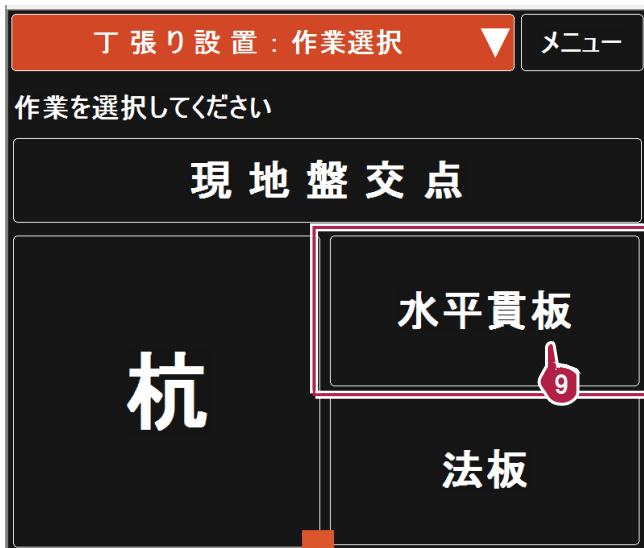 丁張り設置：作業選択 ▼
メニュー
作業を選択してください
現地盤交点
杭
水平貫板
9
法板